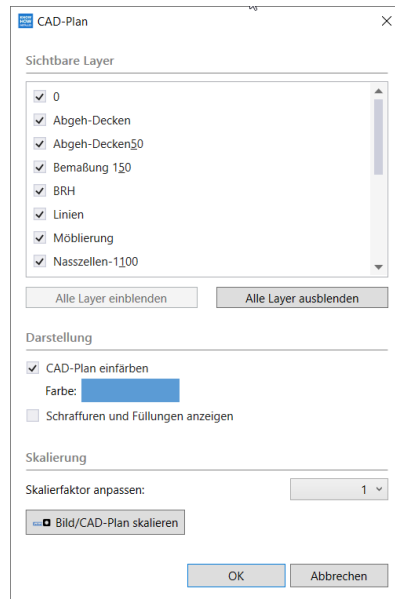 CAD-Plan
Sichtbare Layer
0
Abgeh-Decken
Abgeh-Decken50
Bemaßung 150
BRH
Linien
Möblierung
Nasszellen-1100
Alle Layer einblenden Alle Layer ausblenden
Darstellung
CAD-Plan einfärben
Farbe:
Schraffuren und Füllungen anzeigen
Skalierung
Skalierfaktor anpassen: 1
Bild/CAD-Plan skalieren
OK Abbrechen